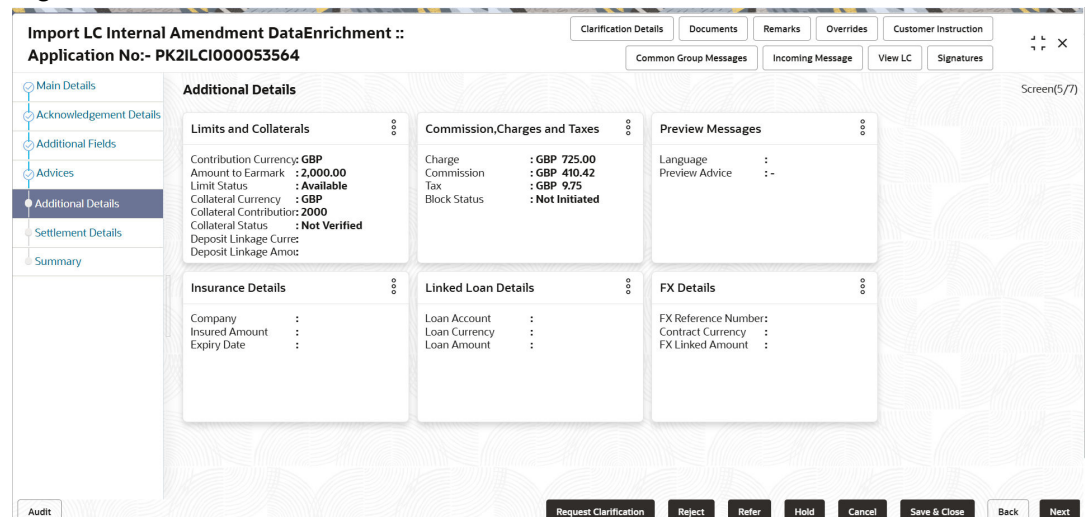 Import LC Internal Amendment DataEnrichment ::
Application No:- PK2ILCI000053564
Clarification Details
Documents
Remarks
Overrides
Customer Instruction
Common Group Messages
Incoming Message
View LC
Signatures
Main Details
Acknowledgement Details
Additional Fields
Advices
Additional Details
Settlement Details
Summary
Additional Details
Screen(5/7)
Limits and Collaterals
Contribution Currency: GBP
Amount to Earmark : 2,000.00
Limit Status : Available
Collateral Currency : GBP
Collateral Contribution: 2000
Collateral Status : Not Verified
Deposit Linkage Curre:
Deposit Linkage Amou:
Commission,Charges and Taxes
Charge : GBP 725.00
Commission : GBP 410.42
Tax : GBP 9.75
Block Status : Not Initiated
Preview Messages
Language :
Preview Advice : -
Insurance Details
Company :
Insured Amount :
Expiry Date :
Linked Loan Details
Loan Account :
Loan Currency :
Loan Amount :
FX Details
FX Reference Number:
Contract Currency :
FX Linked Amount :
Audit
Request Clarification
Reject
Refer
Hold
Cancel
Save & Close
Back
Next